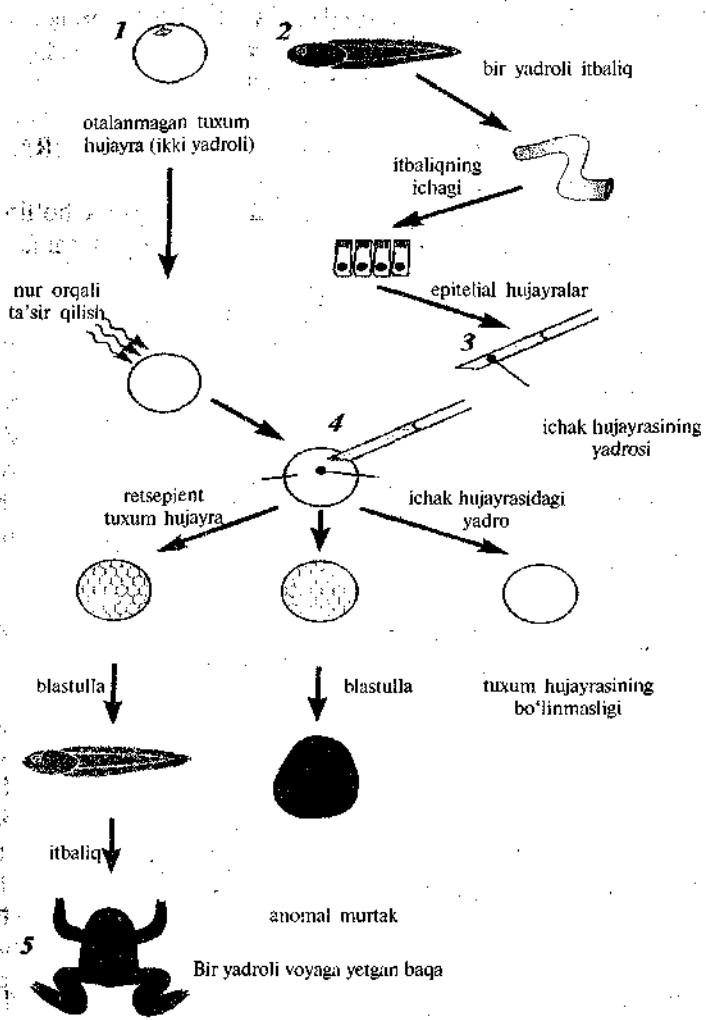 1
2
bir yadroli itbaliq
otalanmagan tuxum
hujayra (ikki yadroli)
itbaliqning
ichagi
nur orqali
ta'sir qilish
epitelial hujayralar
3
ichak hujayrasining
yadrosi
4
retsepjent
tuxum hujayra
ichak hujayrasidagi
yadro
blastulla
blastulla
tuxum hujayrasining
bo'linmasligi
itbaliq
anomal murtak
5
Bir yadroli voyaga yetgan baqa